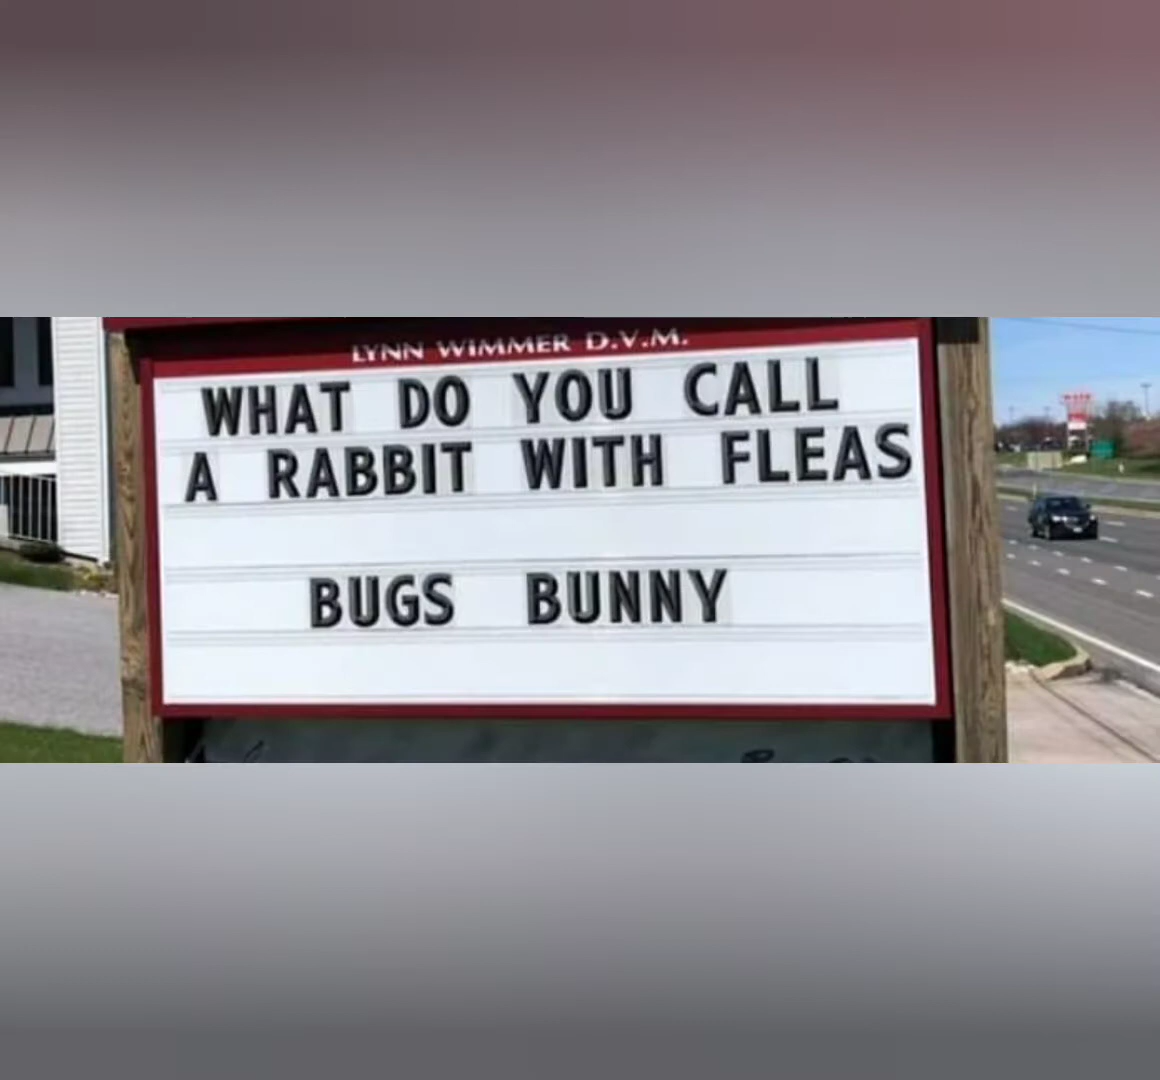 LYNN WIMMER D.V.M.
WHAT DO YOU CALL
A RABBIT WITH FLEAS
BUGS BUNNY